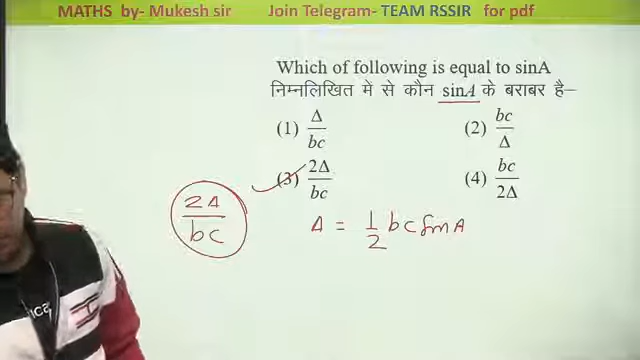 MATHS by- Mukesh sir Join Telegram- TEAM RSSIR for pdf
Which of following is equal to sinA
निम्नलिखित मे से कौन sinA के बराबर है–
(1) Δ/bc (2) bc/Δ
(3) 2Δ/bc (4) bc/2Δ
2Δ/bc Δ = 1/2 bc sin A